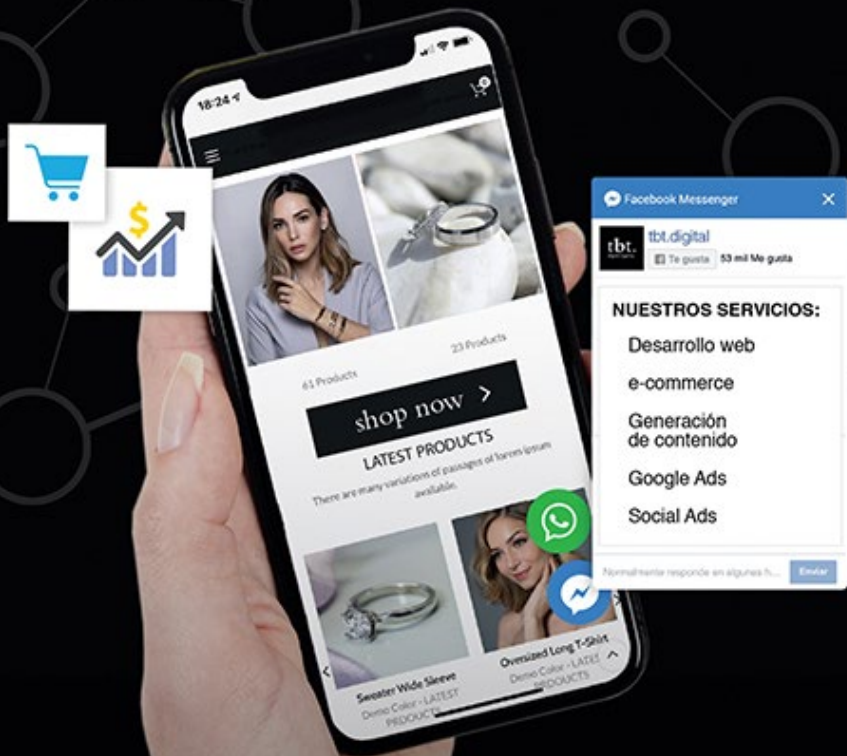 18:24
0
61 Products
23 Products
shop now >
LATEST PRODUCTS
There are many variations of passages of lorem ipsum
available.
Sweater Wide Sleeve
Demo Color - LATEST
PRDOUCTS
Oversized Long T-Shirt
Demo Color - LATEST
PRDOUCTS
$
Facebook Messenger
tbt.
tbt.digital
Te gusta 53 mil Me gusta
NUESTROS SERVICIOS:
Desarrollo web
e-commerce
Generación
de contenido
Google Ads
Social Ads
Normalmente responde en algunas h...
Enviar